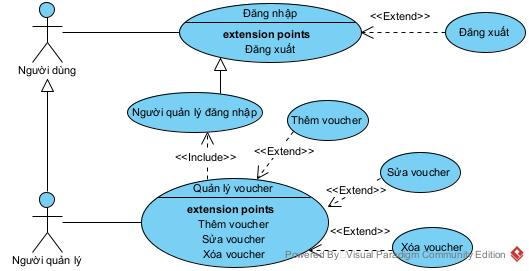 Đăng nhập
<<Extend>>
extension points
Đăng xuất
Đăng xuất
Người dùng
Người quản lý đăng nhập
Thêm voucher
<<Include>>
<<Extend>>
Sửa voucher
Quản lý voucher
<<Extend>>
extension points
Thêm voucher
Sửa voucher
Xóa voucher
<<Extend>>
Xóa voucher
Người quản lý
Powered By Visual Paradigm Community Edition